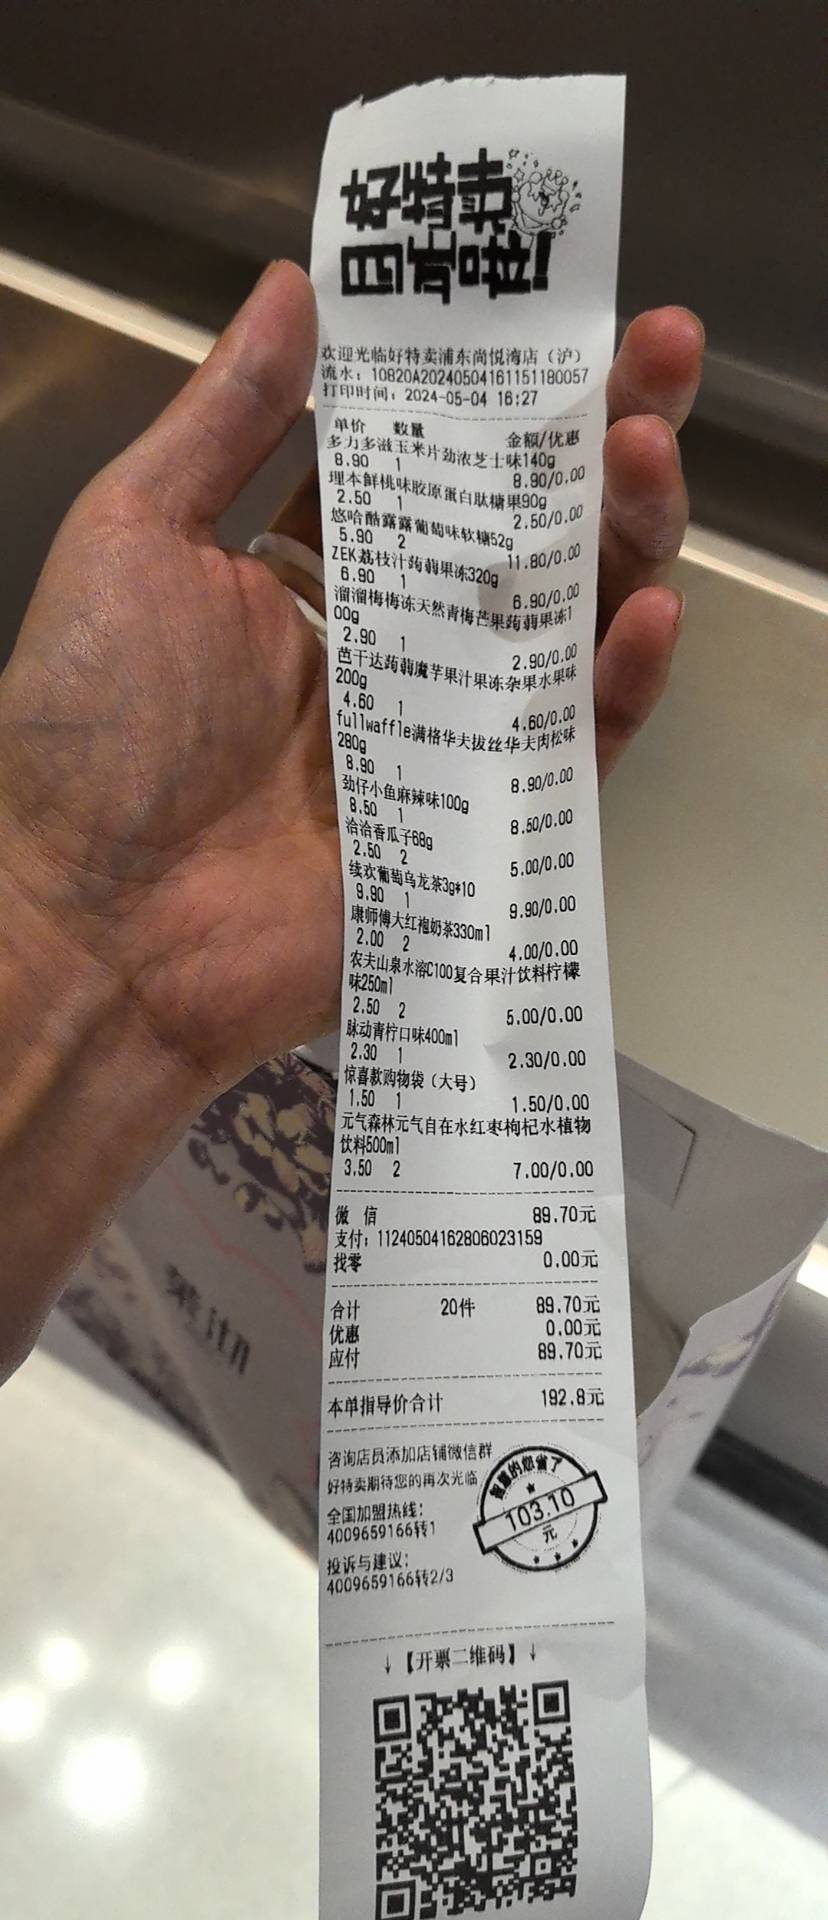 好特卖
欢迎光临好特卖浦东尚悦湾店（沪）
流水：10820A20240504161151180057
打印时间：2024-05-04 16:27
单价 数量 金额/优惠
多力多滋玉米片劲浓芝士味140g
8.90 1 8.90/0.00
理本鲜桃味胶原蛋白肽糖果90g
2.50 1 2.50/0.00
悠哈酷露露葡萄味软糖52g
5.90 2 11.80/0.00
ZEK荔枝汁蒟蒻果冻320g
6.90 1 6.90/0.00
溜溜梅梅冻天然青梅芒果蒟蒻果冻1
00g
2.90 1 2.90/0.00
芭干达蒟蒻魔芋果汁果冻杂果水果味
200g
4.60 1 4.60/0.00
fullwaffle满格华夫拔丝华夫肉松味
280g
8.90 1 8.90/0.00
劲仔小鱼麻辣味100g
8.50 1 8.50/0.00
洽洽香瓜子68g
2.50 2 5.00/0.00
续欢葡萄乌龙茶3g*10
9.90 1 9.90/0.00
康师傅大红袍奶茶330ml
2.00 2 4.00/0.00
农夫山泉水溶C100复合果汁饮料柠檬
味250ml
2.50 2 5.00/0.00
脉动青柠口味400ml
2.30 1 2.30/0.00
惊喜款购物袋（大号）
1.50 1 1.50/0.00
元气森林元气自在水红枣枸杞水植物
饮料500ml
3.50 2 7.00/0.00
微 信 89.70元
支付：11240504162806023159
找零 0.00元
合计 20件 89.70元
优惠 0.00元
应付 89.70元
本单指导价合计 192.8元
咨询店员添加店铺微信群
好特卖期待您的再次光临
全国加盟热线：
4009659166转1
投诉与建议：
4009659166转2/3
的您省了
103.10
元
↓【开票二维码】↓